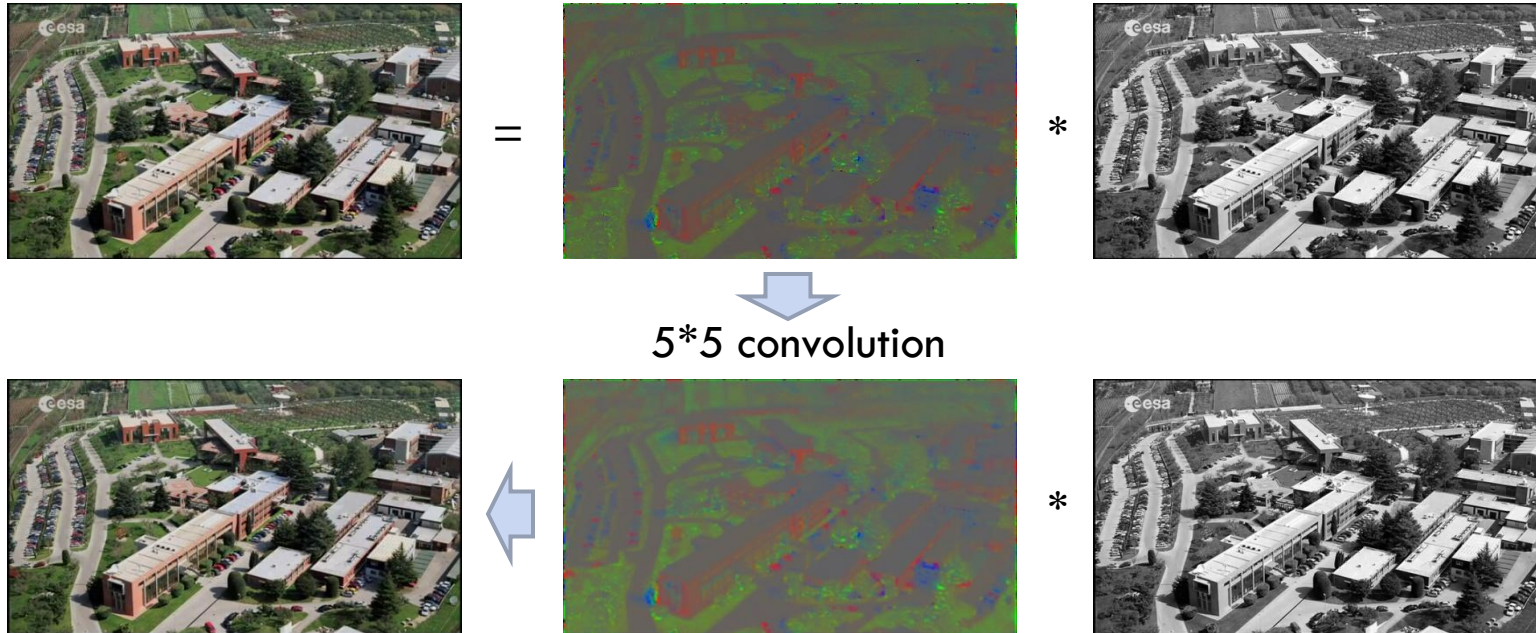 esa
=
*
esa
5*5 convolution
esa
*
esa